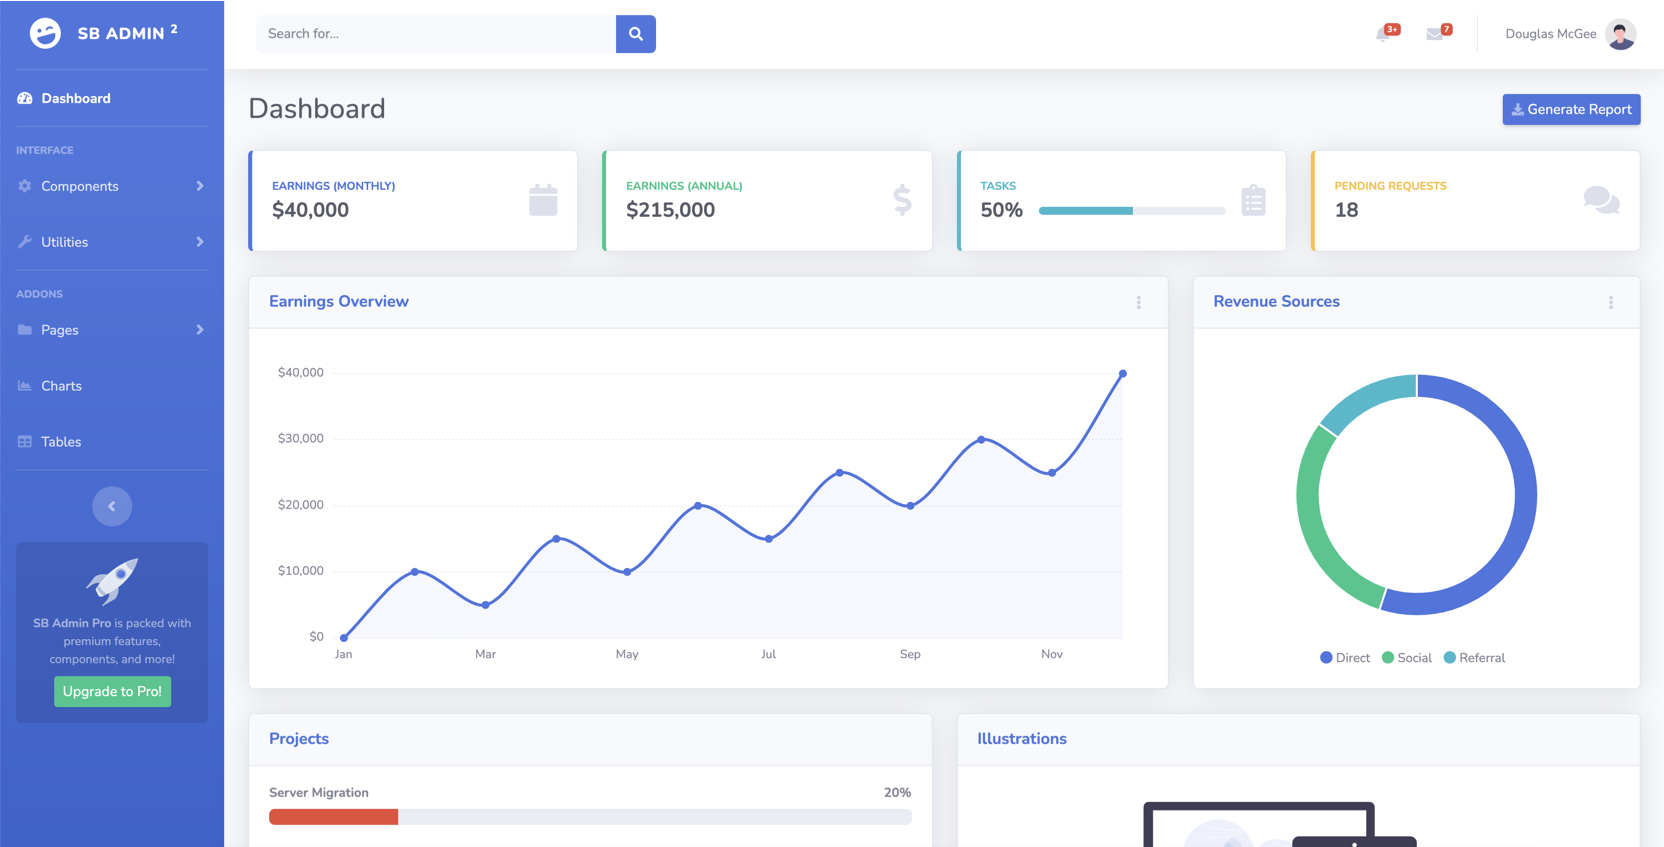 SB ADMIN 2
Search for...
3+
7
Douglas McGee
Dashboard
INTERFACE
Components
Utilities
ADDONS
Pages
Charts
Tables
SB Admin Pro is packed with
premium features,
components, and more!
Upgrade to Pro!
Dashboard
Generate Report
EARNINGS (MONTHLY)
$40,000
EARNINGS (ANNUAL)
$215,000
TASKS
50%
PENDING REQUESTS
18
Earnings Overview
$40,000
$30,000
$20,000
$10,000
$0
Jan Mar May Jul Sep Nov
Revenue Sources
Direct Social Referral
Projects
Server Migration 20%
Illustrations